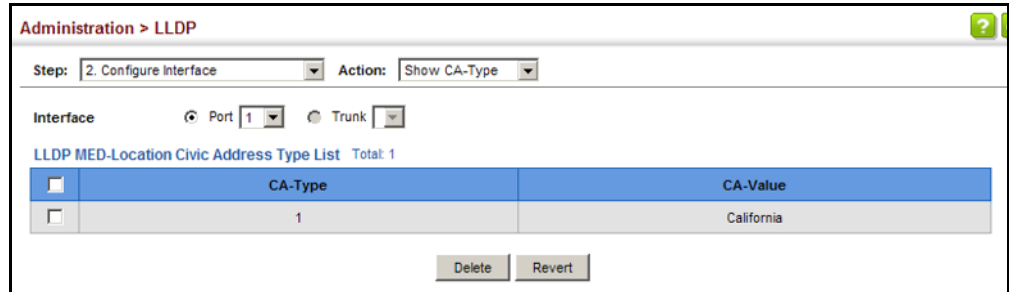 Administration > LLDP ?
Step: 2. Configure Interface Action: Show CA-Type
Interface Port 1 Trunk
LLDP MED-Location Civic Address Type List Total: 1
CA-Type CA-Value
1 California
Delete Revert